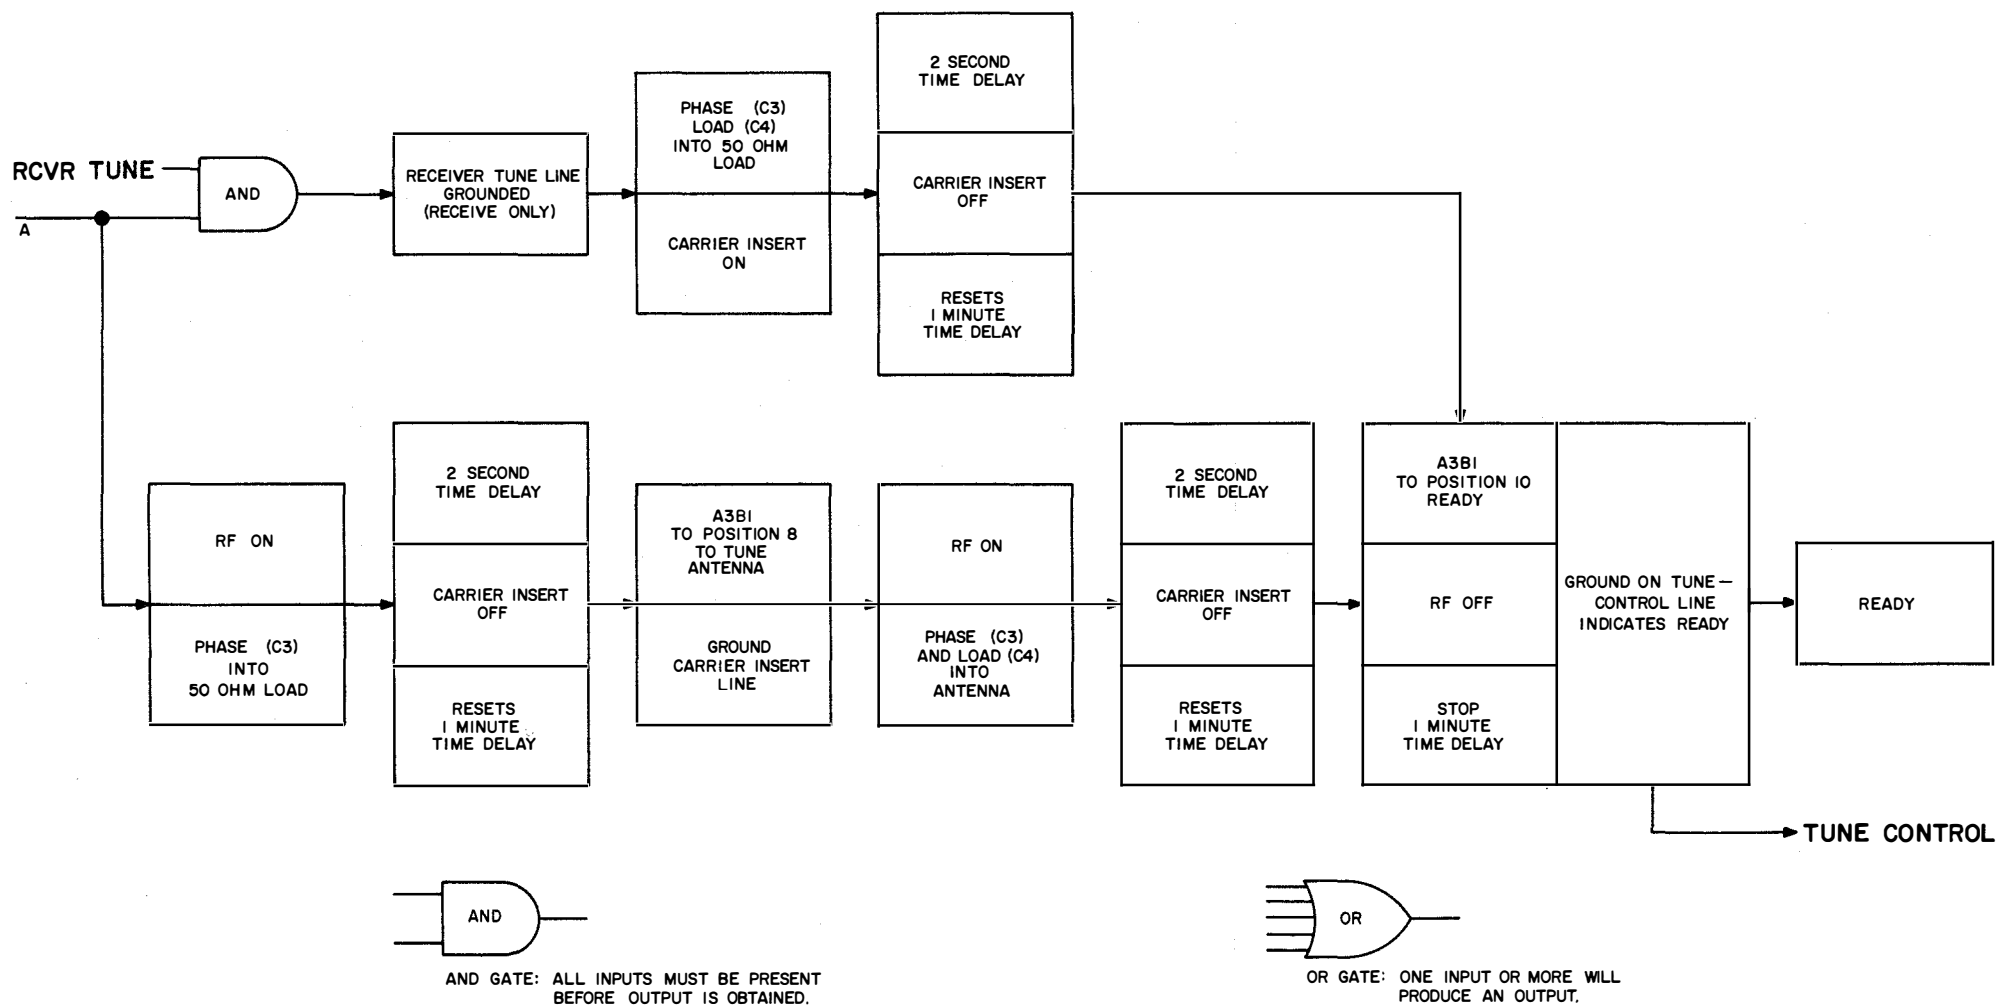 RCVR TUNE
A
AND
RECEIVER TUNE LINE
GROUNDED
(RECEIVE ONLY)
PHASE (C3)
LOAD (C4)
INTO 50 OHM
LOAD
CARRIER INSERT
ON
2 SECOND
TIME DELAY
CARRIER INSERT
OFF
RESETS
1 MINUTE
TIME DELAY
RF ON
PHASE (C3)
INTO
50 OHM LOAD
2 SECOND
TIME DELAY
CARRIER INSERT
OFF
RESETS
1 MINUTE
TIME DELAY
A3B1
TO POSITION 8
TO TUNE
ANTENNA
GROUND
CARRIER INSERT
LINE
RF ON
PHASE (C3)
AND LOAD (C4)
INTO
ANTENNA
2 SECOND
TIME DELAY
CARRIER INSERT
OFF
RESETS
1 MINUTE
TIME DELAY
A3B1
TO POSITION 10
READY
RF OFF
STOP
1 MINUTE
TIME DELAY
GROUND ON TUNE—
CONTROL LINE
INDICATES READY
READY
TUNE CONTROL
AND
AND GATE: ALL INPUTS MUST BE PRESENT
BEFORE OUTPUT IS OBTAINED.
OR
OR GATE: ONE INPUT OR MORE WILL
PRODUCE AN OUTPUT.